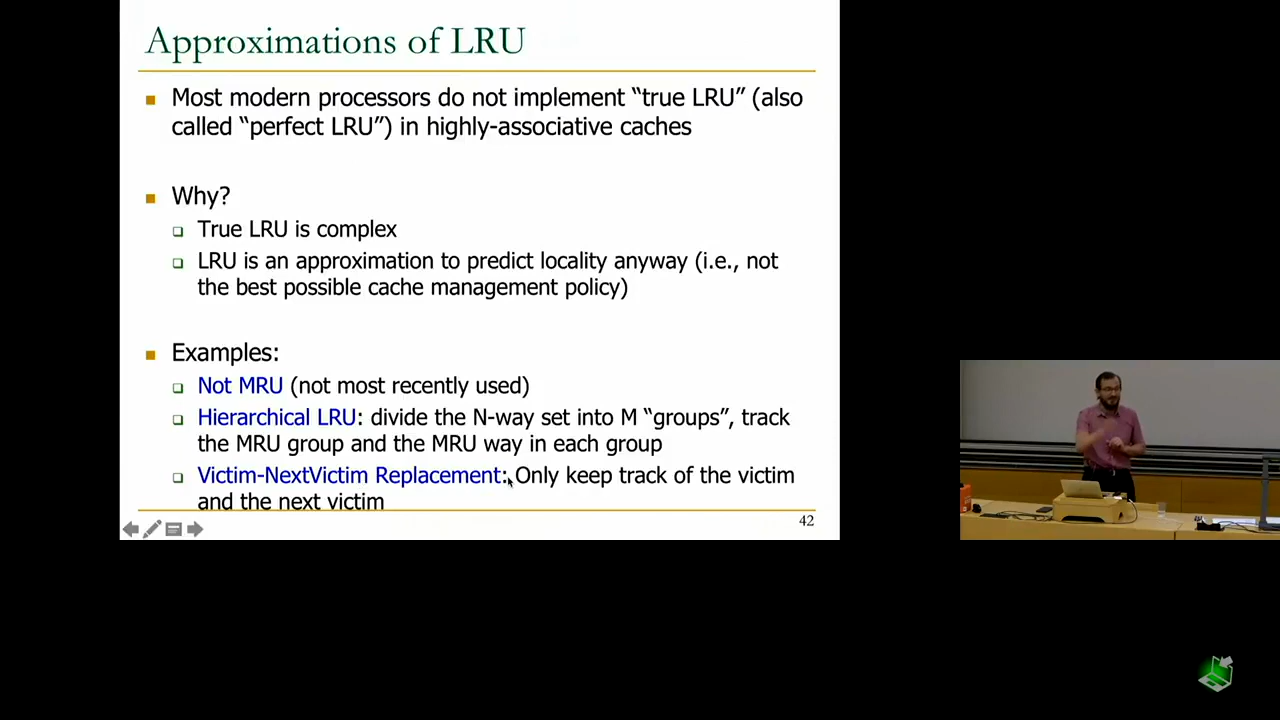 Approximations of LRU
Most modern processors do not implement “true LRU” (also
called “perfect LRU”) in highly-associative caches
Why?
True LRU is complex
LRU is an approximation to predict locality anyway (i.e., not
the best possible cache management policy)
Examples:
Not MRU (not most recently used)
Hierarchical LRU: divide the N-way set into M “groups”, track
the MRU group and the MRU way in each group
Victim-NextVictim Replacement: Only keep track of the victim
and the next victim
42